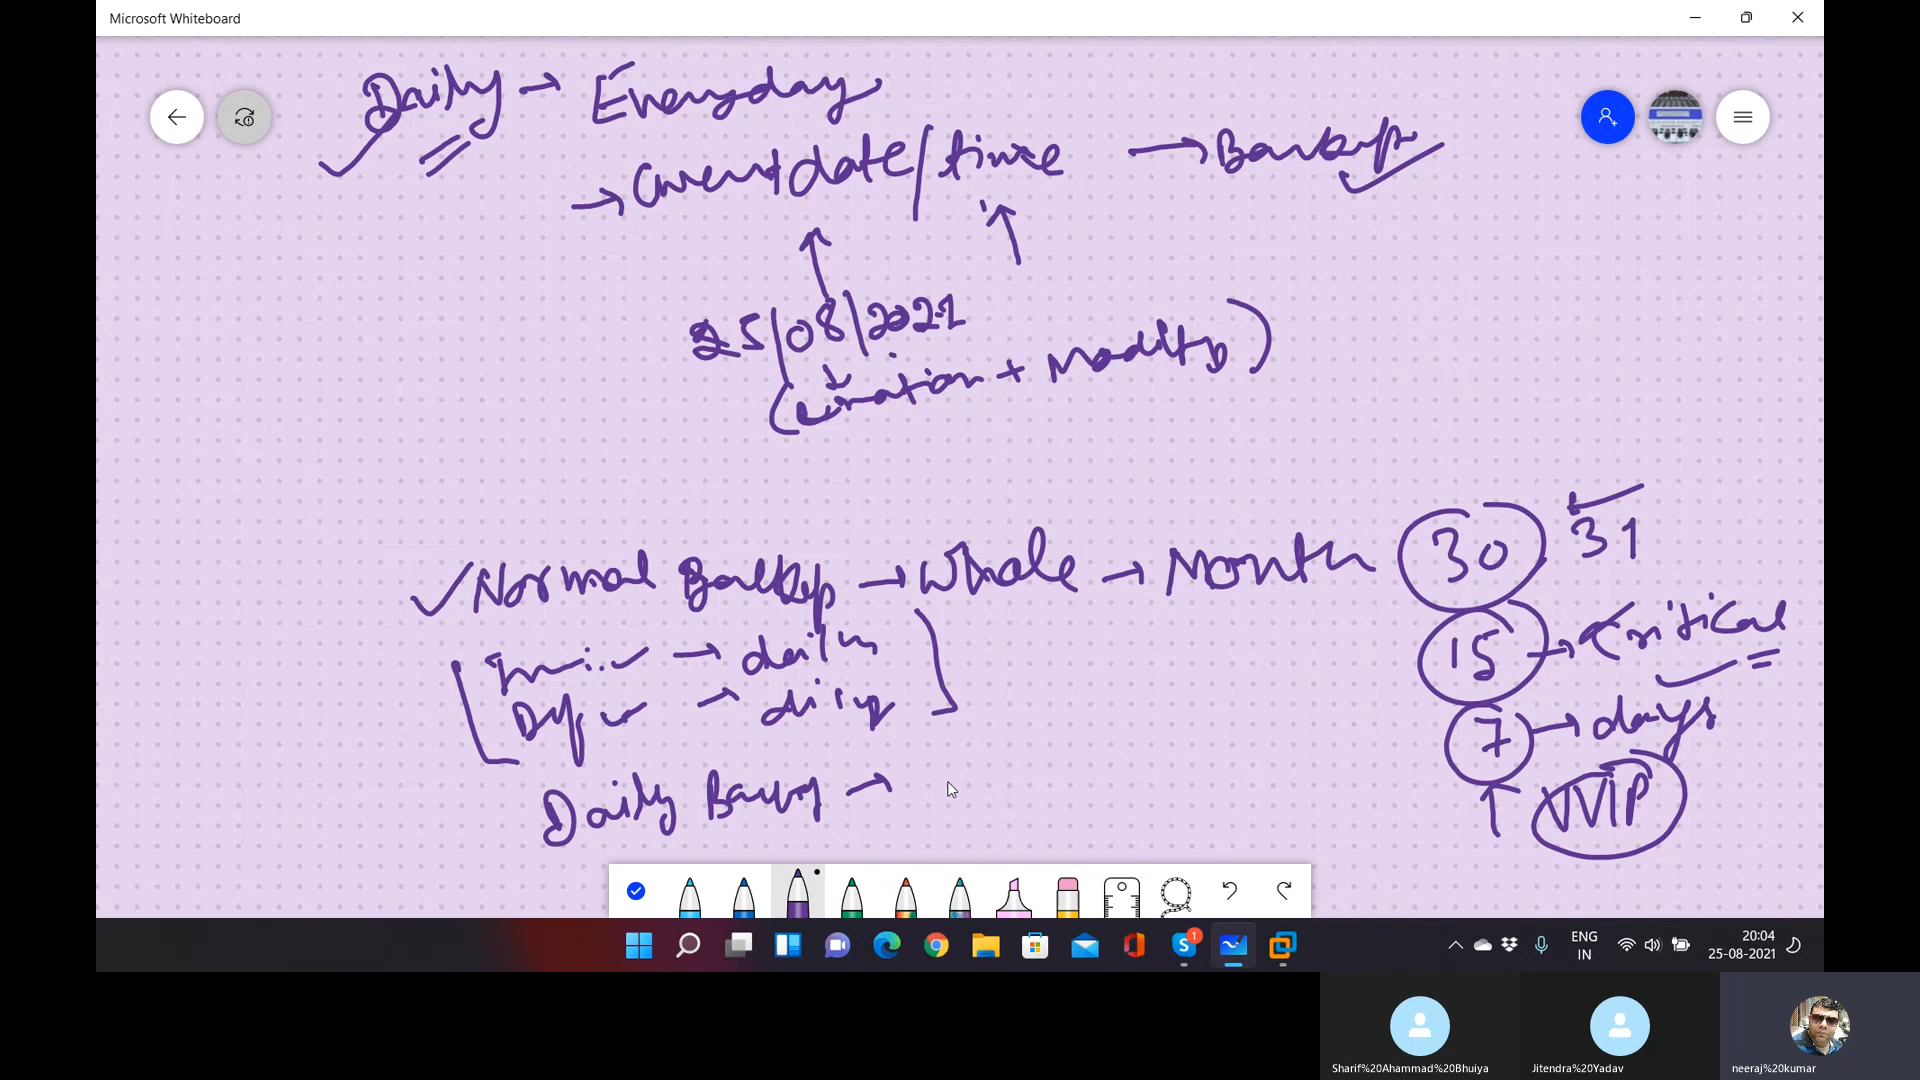 Microsoft Whiteboard
Daily → Everyday
→ Current date/time → Backup
25/08/2021
+ Modify)
Normal Backup → Whole → Month 30 31
→ daily 15 → Critical
7 → days
Daily → VVIP
ENG
IN
20:04
25-08-2021
1
Sharif%20Ahammad%20Bhuiya Jitendra%20Yadav neeraj%20kumar